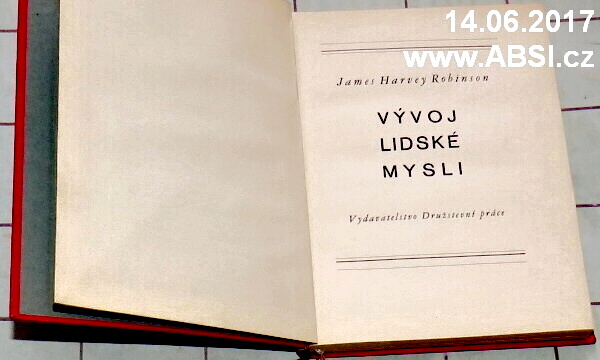 14.06.2017
www.ABSI.cz
James Harvey Robinson
VÝVOJ
LIDSKÉ
MYSLI
Vydavatelstvo Družstevní práce